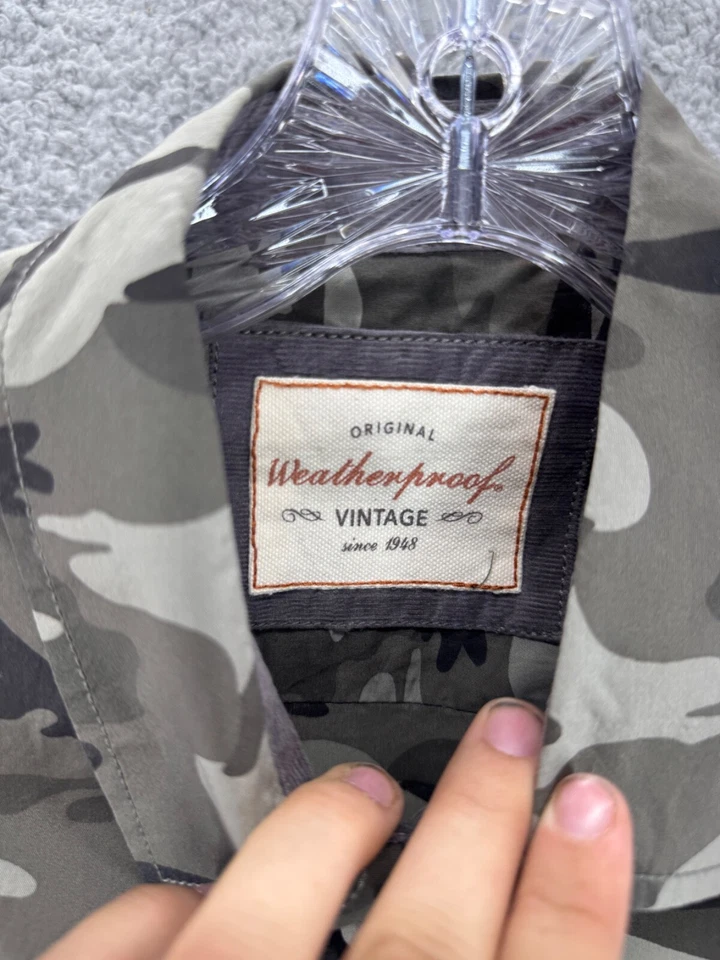 ORIGINAL
Weatherproof
VINTAGE
since 1948